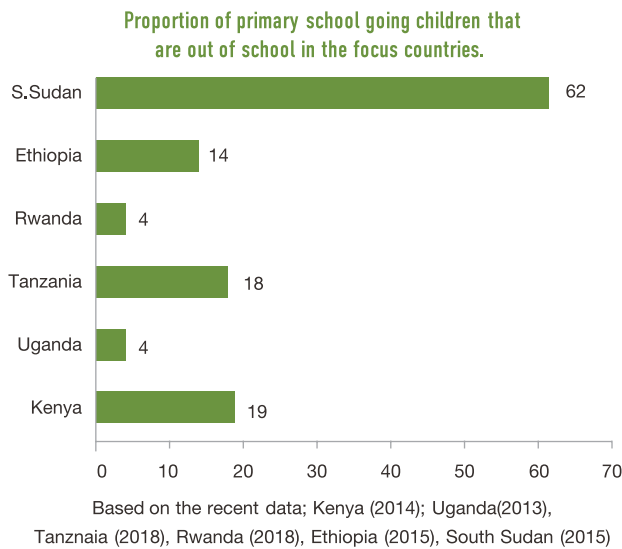 Proportion of primary school going children that
are out of school in the focus countries.
S.Sudan 62
Ethiopia 14
Rwanda 4
Tanzania 18
Uganda 4
Kenya 19
0 10 20 30 40 50 60 70
Based on the recent data; Kenya (2014); Uganda(2013),
Tanznaia (2018), Rwanda (2018), Ethiopia (2015), South Sudan (2015)